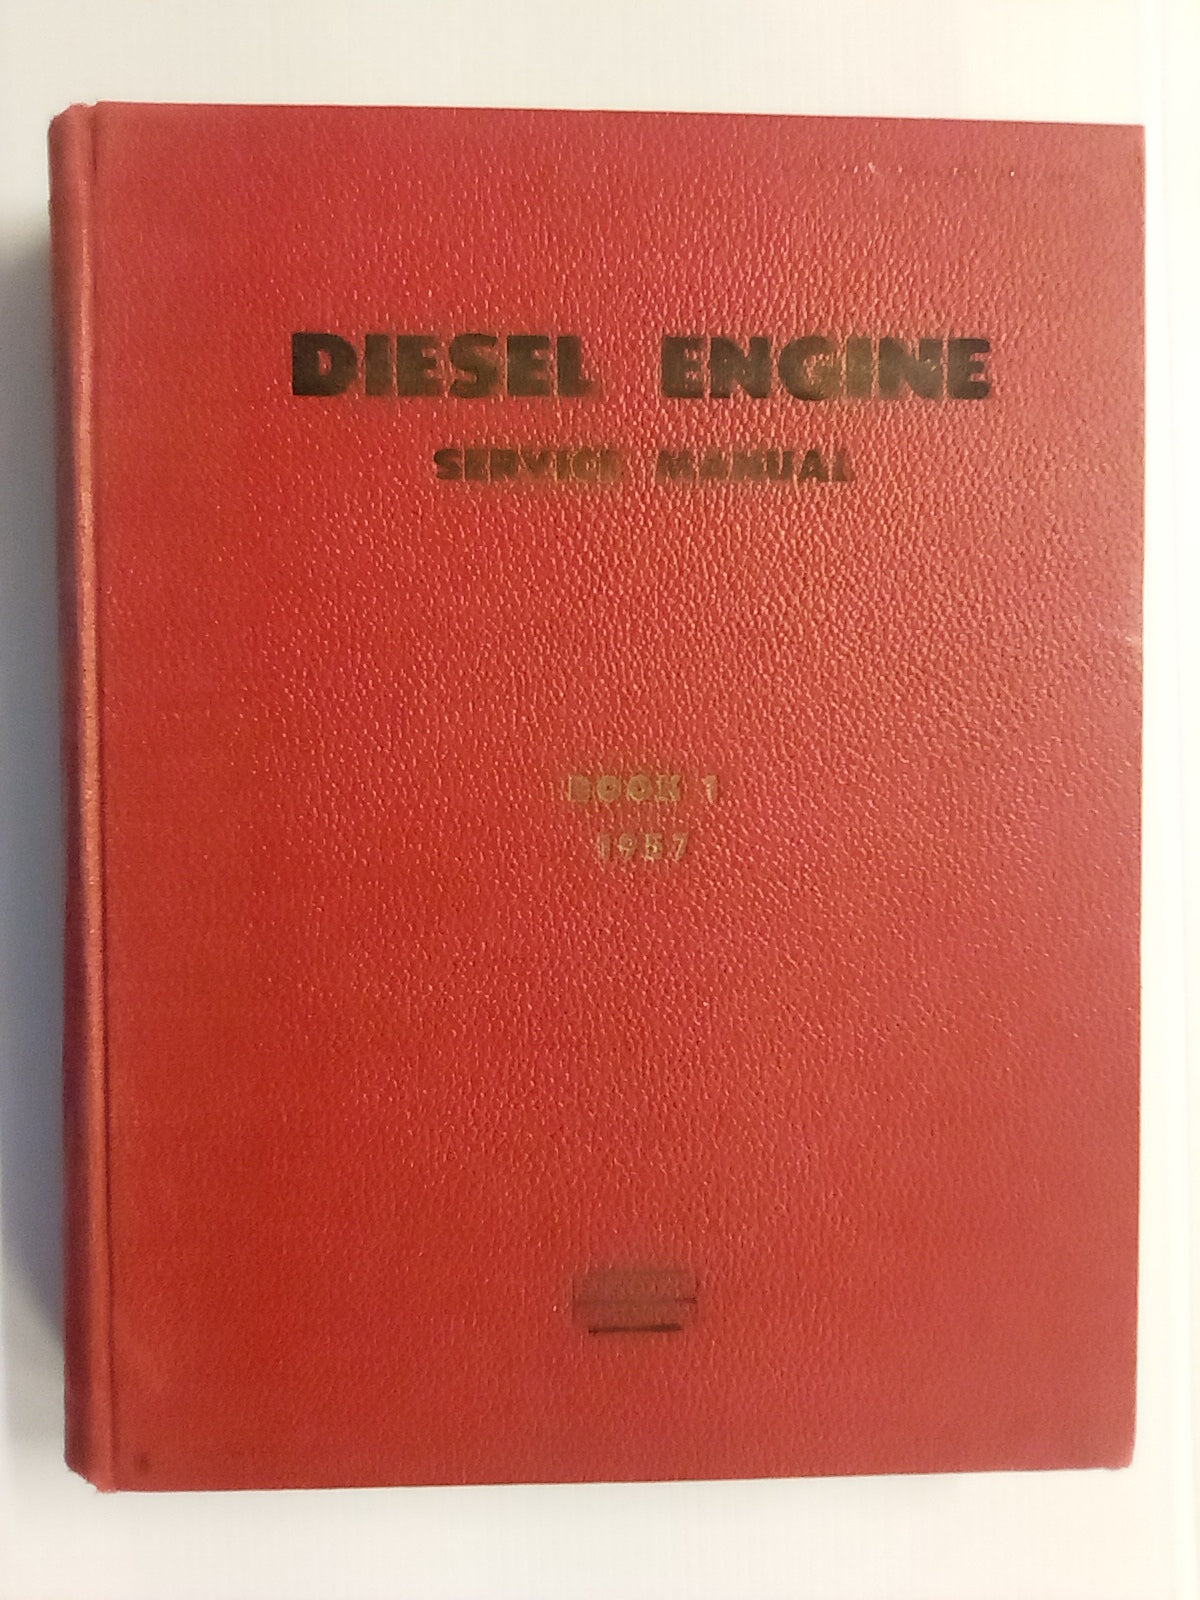 DIESEL ENGINE
SERVICE MANUAL
BOOK 1
1957